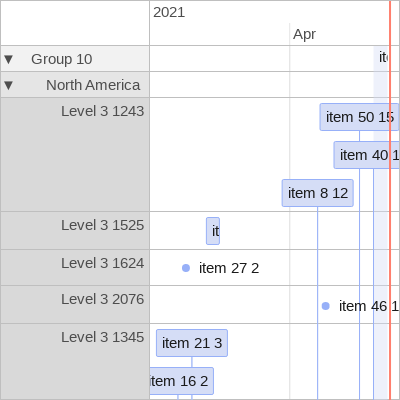 2021
Apr
▼ Group 10
▼ North America
Level 3 1243
item 50 15
item 40 1
item 8 12
Level 3 1525
it
Level 3 1624
item 27 2
Level 3 2076
item 46 1
Level 3 1345
item 21 3
item 16 2